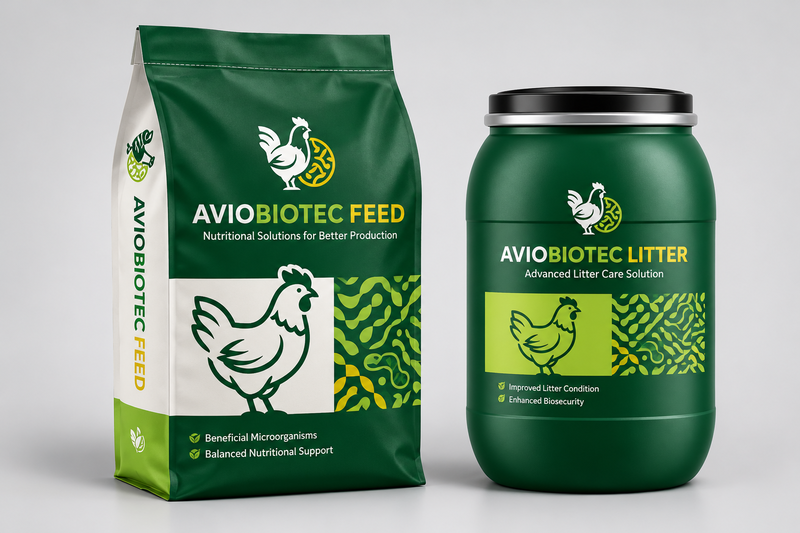 AVIOBIOTEC FEED
AVIOBIOTEC FEED
Nutritional Solutions for Better Production
Beneficial Microorganisms
Balanced Nutritional Support
AVIOBIOTEC LITTER
Advanced Litter Care Solution
Improved Litter Condition
Enhanced Biosecurity